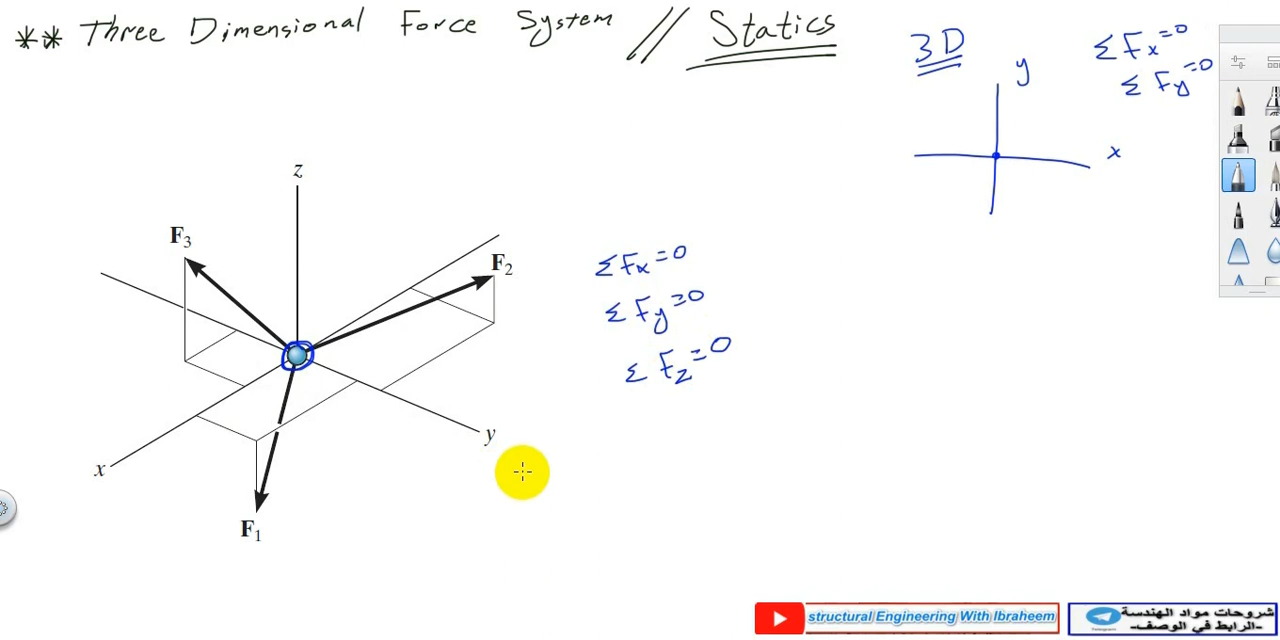 ** Three Dimensional Force System // Statics
3D
ΣFx=0
ΣFy=0
y
x
z
F3
F2
ΣFx=0
ΣFy=0
ΣFz=0
y
x
F1
structural Engineering With Ibraheem
شروحات مواد الهندسة
-الرابط في الوصف-